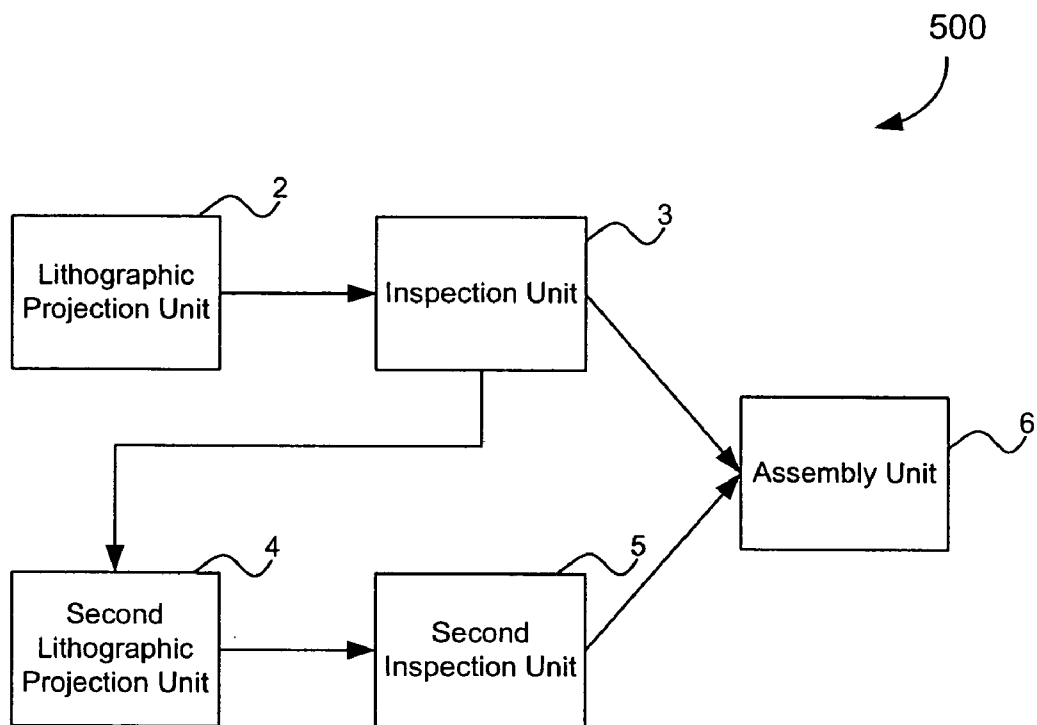 500
2
Lithographic
Projection Unit
3
Inspection Unit
6
Assembly Unit
4
Second
Lithographic
Projection Unit
5
Second
Inspection Unit